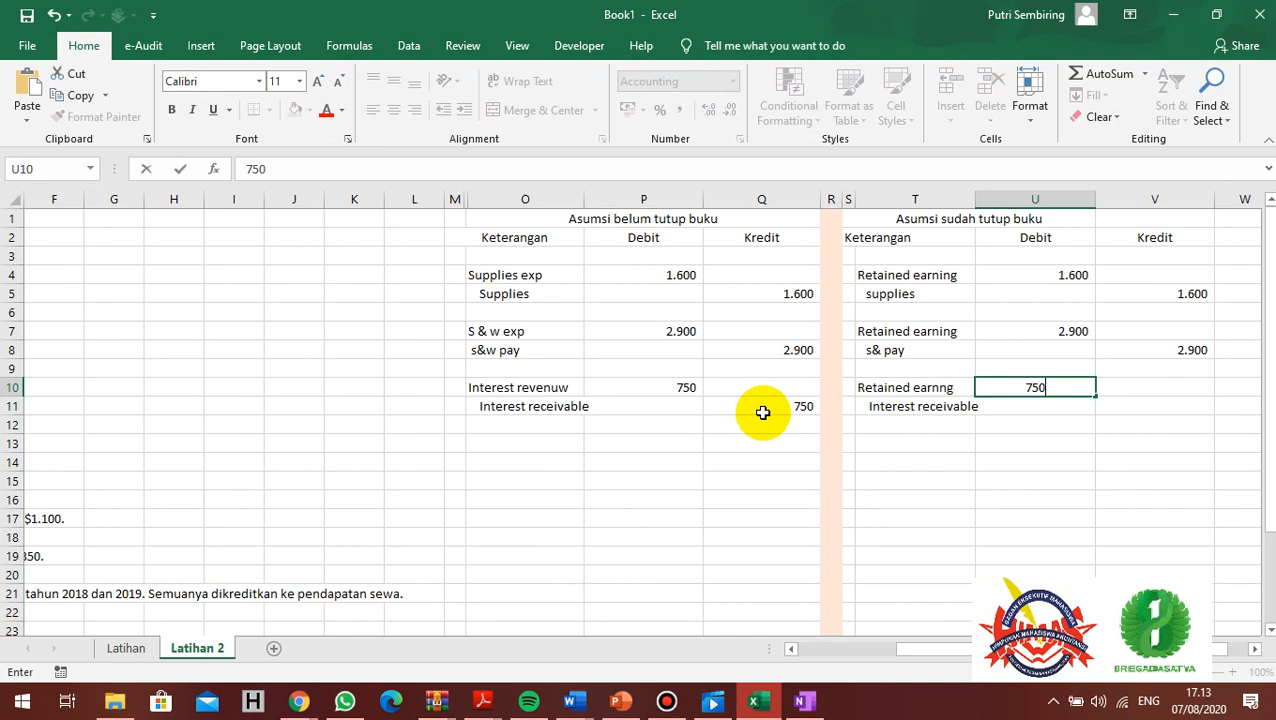 Book1 - Excel
Putri Sembiring
File Home e-Audit Insert Page Layout Formulas Data Review View Developer Help Tell me what you want to do Share
Paste Cut Copy Format Painter
Calibri 11
B I U A
Wrap Text
Merge & Center
Accounting
Conditional Formatting Format as Table Cell Styles
Insert Delete Format
AutoSum
Fill
Clear
Sort & Filter Find & Select
Clipboard Font Alignment Number Styles Cells Editing
U10 fx 750
F G H I J K L M O P Q R S T U V W
1 Asumsi belum tutup buku Asumsi sudah tutup buku
2 Keterangan Debit Kredit Keterangan Debit Kredit
3
4 Supplies exp 1.600 Retained earning 1.600
5 Supplies 1.600 supplies 1.600
6
7 S & w exp 2.900 Retained earning 2.900
8 s&w pay 2.900 s& pay 2.900
9
10 Interest revenuw 750 Retained earnng 750
11 Interest receivable 750 Interest receivable
12
13
14
15
16
17 $1.100.
18
19 350.
20
21 tahun 2018 dan 2019. Semuanya dikreditkan ke pendapatan sewa.
22
23
BRIEGADIASATYA
Latihan Latihan 2
Enter 100%
ENG 17.13
07/08/2020